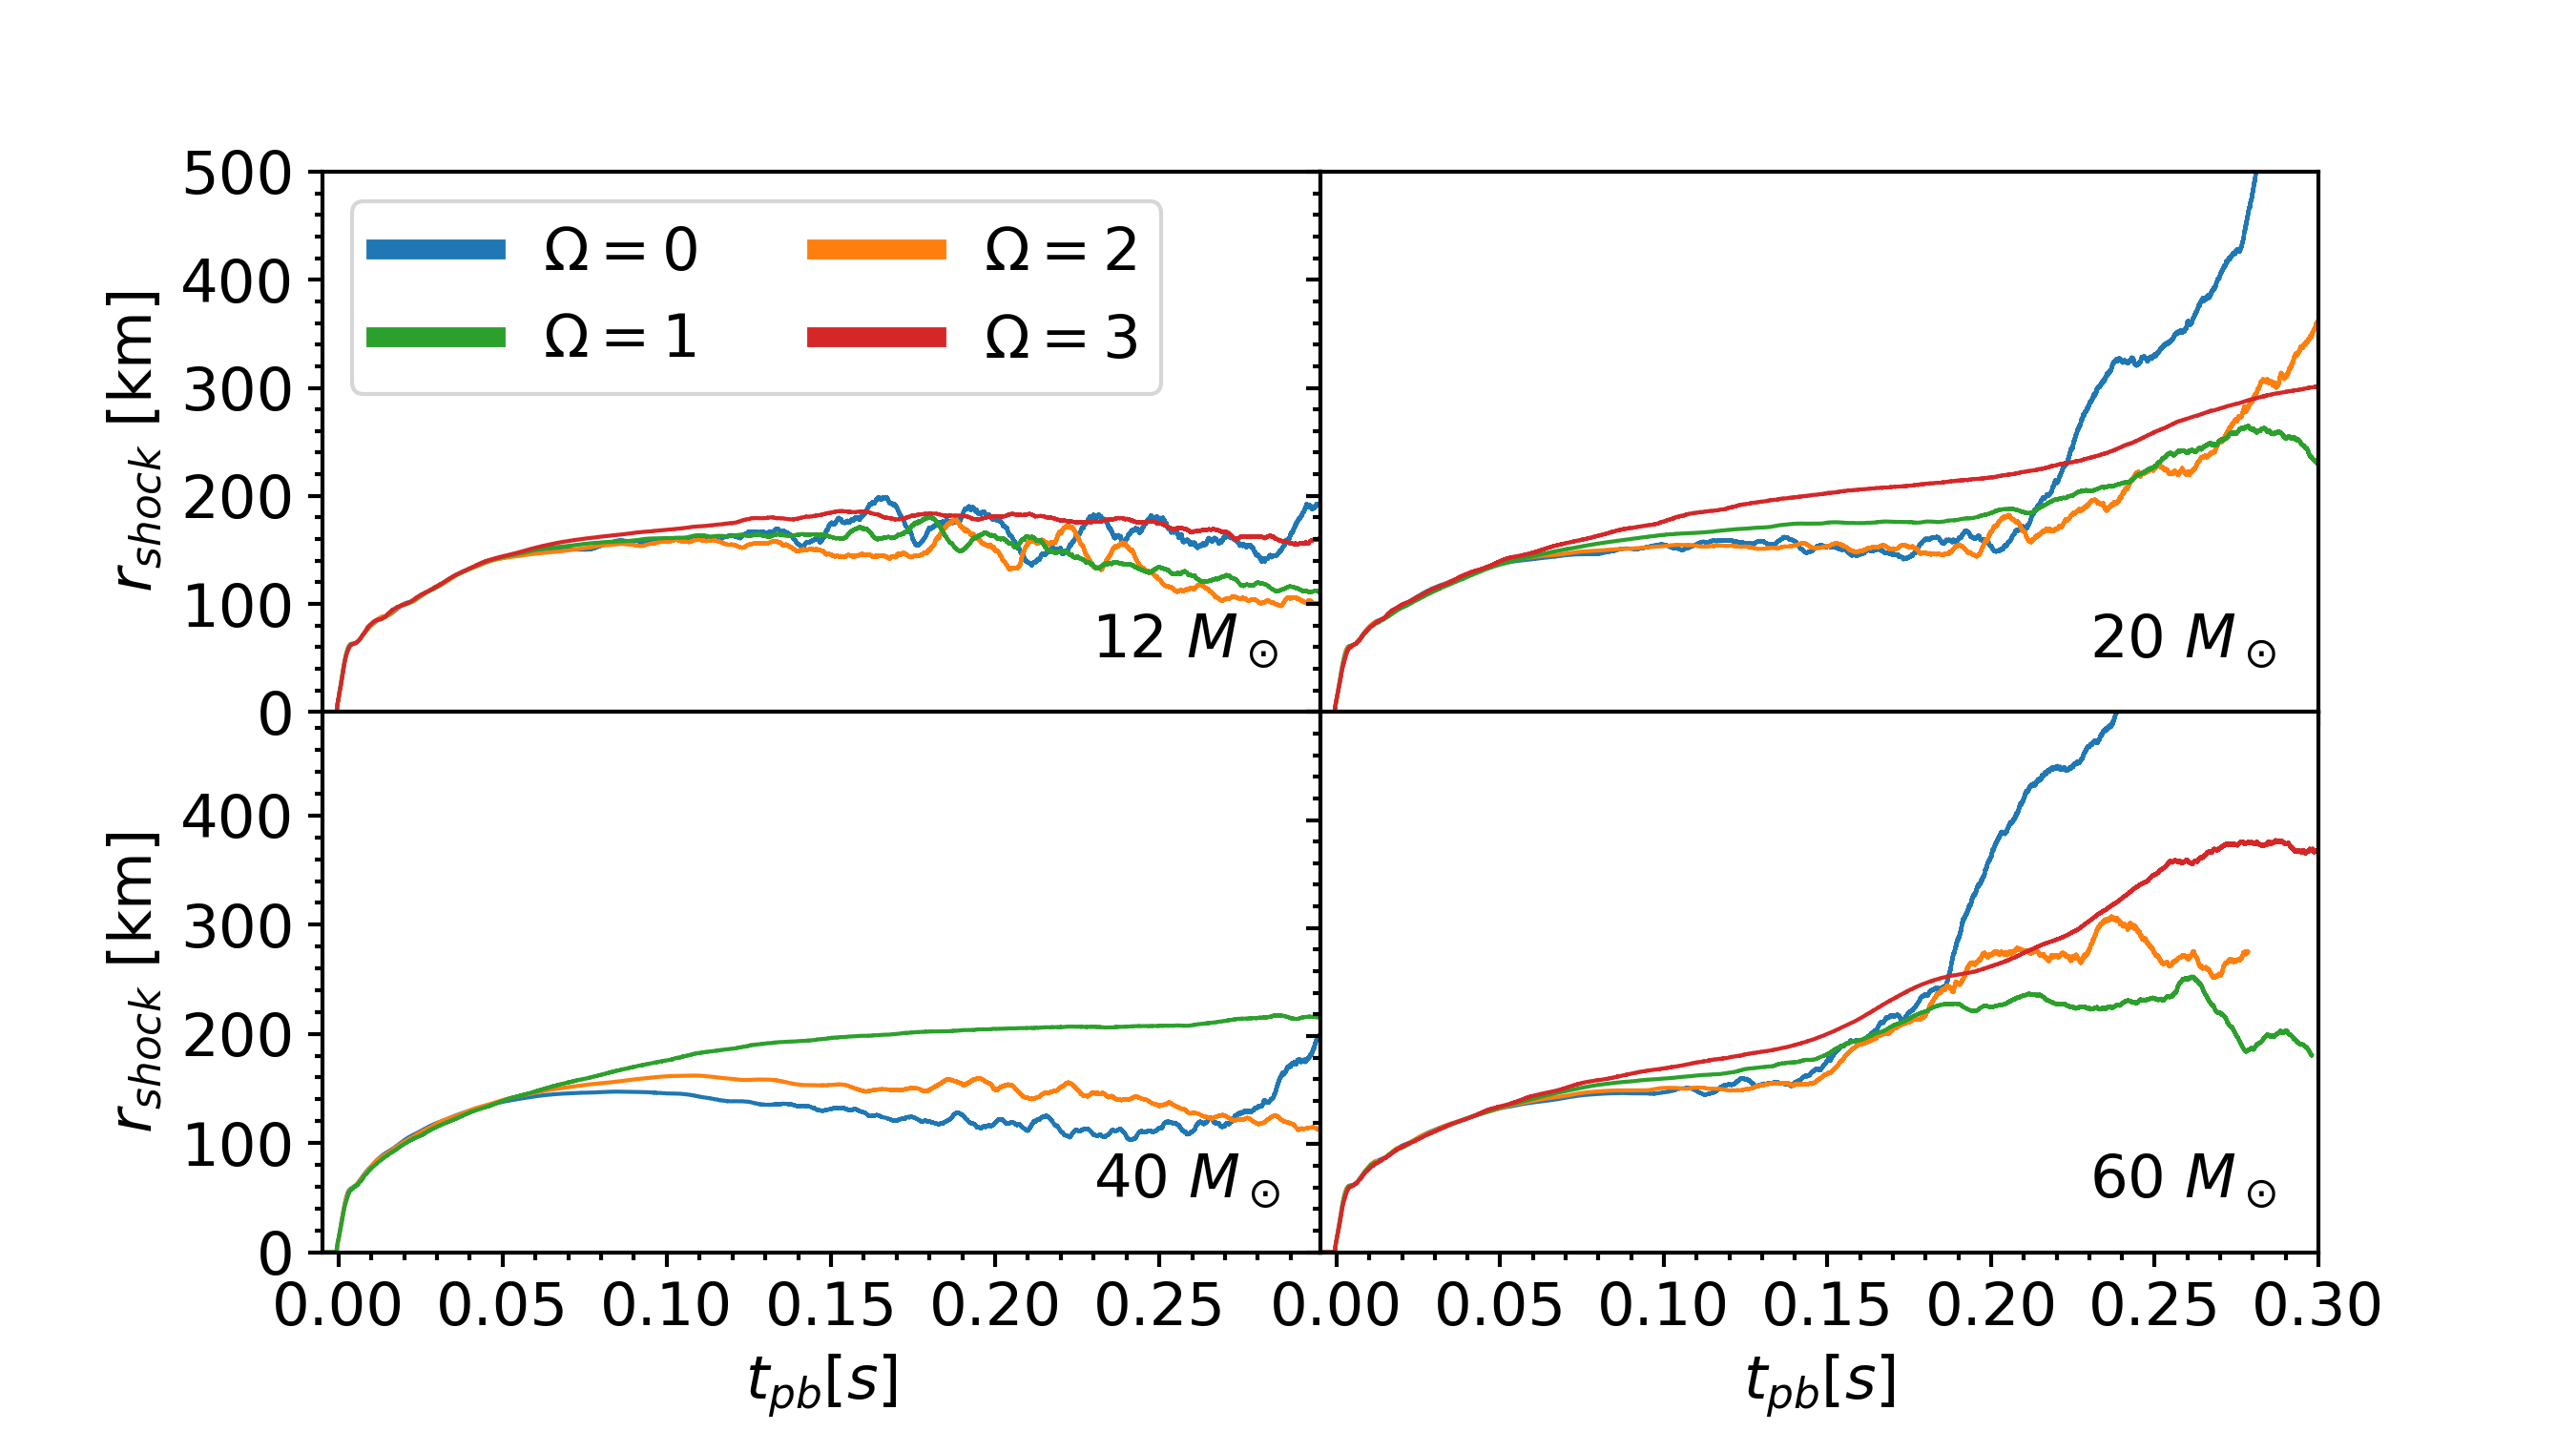 500
400
300
200
100
0
r_shock [km]
Ω = 0
Ω = 2
Ω = 1
Ω = 3
12 M⊙
20 M⊙
400
300
200
100
0
r_shock [km]
40 M⊙
60 M⊙
0.00 0.05 0.10 0.15 0.20 0.25 0.00 0.05 0.10 0.15 0.20 0.25 0.30
t_pb[s]
t_pb[s]